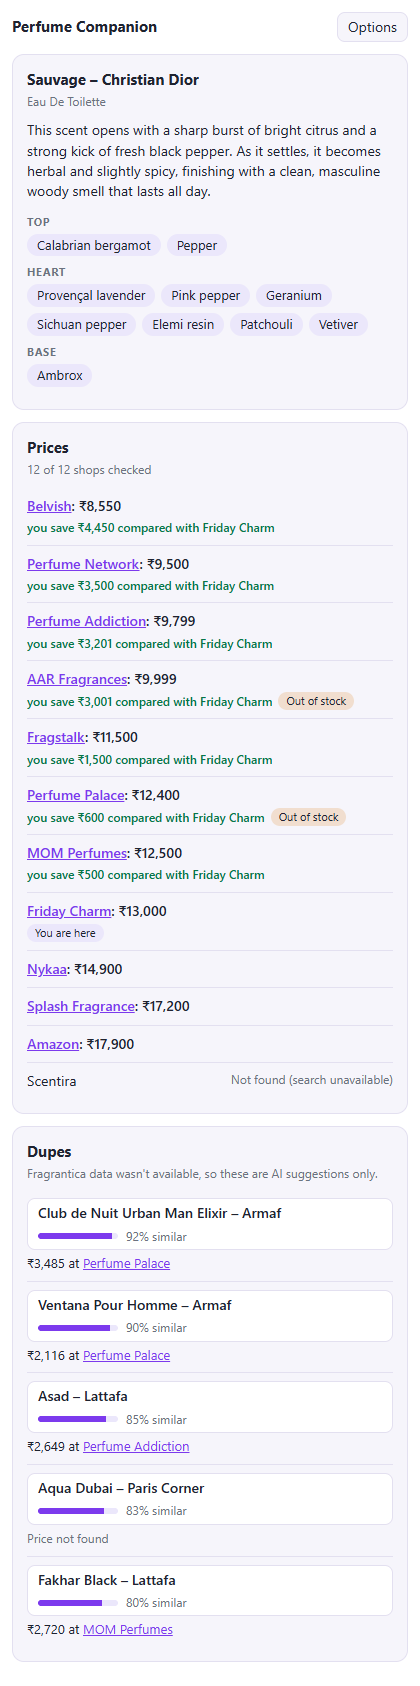 Perfume Companion
Options
Sauvage – Christian Dior
Eau De Toilette
This scent opens with a sharp burst of bright citrus and a
strong kick of fresh black pepper. As it settles, it becomes
herbal and slightly spicy, finishing with a clean, masculine
woody smell that lasts all day.
TOP
Calabrian bergamot Pepper
HEART
Provençal lavender Pink pepper Geranium
Sichuan pepper Elemi resin Patchouli Vetiver
BASE
Ambrox
Prices
12 of 12 shops checked
Belvish: ₹8,550
you save ₹4,450 compared with Friday Charm
Perfume Network: ₹9,500
you save ₹3,500 compared with Friday Charm
Perfume Addiction: ₹9,799
you save ₹3,201 compared with Friday Charm
AAR Fragrances: ₹9,999
you save ₹3,001 compared with Friday Charm Out of stock
Fragstalk: ₹11,500
you save ₹1,500 compared with Friday Charm
Perfume Palace: ₹12,400
you save ₹600 compared with Friday Charm Out of stock
MOM Perfumes: ₹12,500
you save ₹500 compared with Friday Charm
Friday Charm: ₹13,000
You are here
Nykaa: ₹14,900
Splash Fragrance: ₹17,200
Amazon: ₹17,900
Scentira Not found (search unavailable)
Dupes
Fragrantica data wasn't available, so these are AI suggestions only.
Club de Nuit Urban Man Elixir – Armaf
92% similar
₹3,485 at Perfume Palace
Ventana Pour Homme – Armaf
90% similar
₹2,116 at Perfume Palace
Asad – Lattafa
85% similar
₹2,649 at Perfume Addiction
Aqua Dubai – Paris Corner
83% similar
Price not found
Fakhar Black – Lattafa
80% similar
₹2,720 at MOM Perfumes